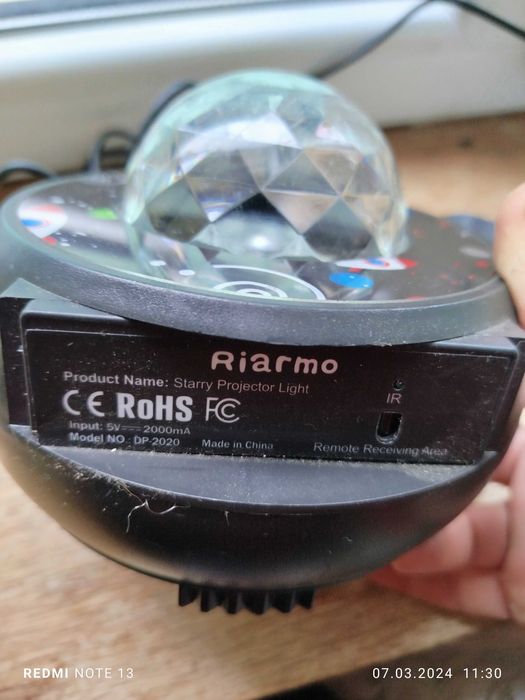 Riarmo
Product Name: Starry Projector Light
CE RoHS FC
Input: 5V⎓2000mA
Model NO: DP-2020 Made in China
IR
Remote Receiving Area
REDMI NOTE 13
07.03.2024 11:30